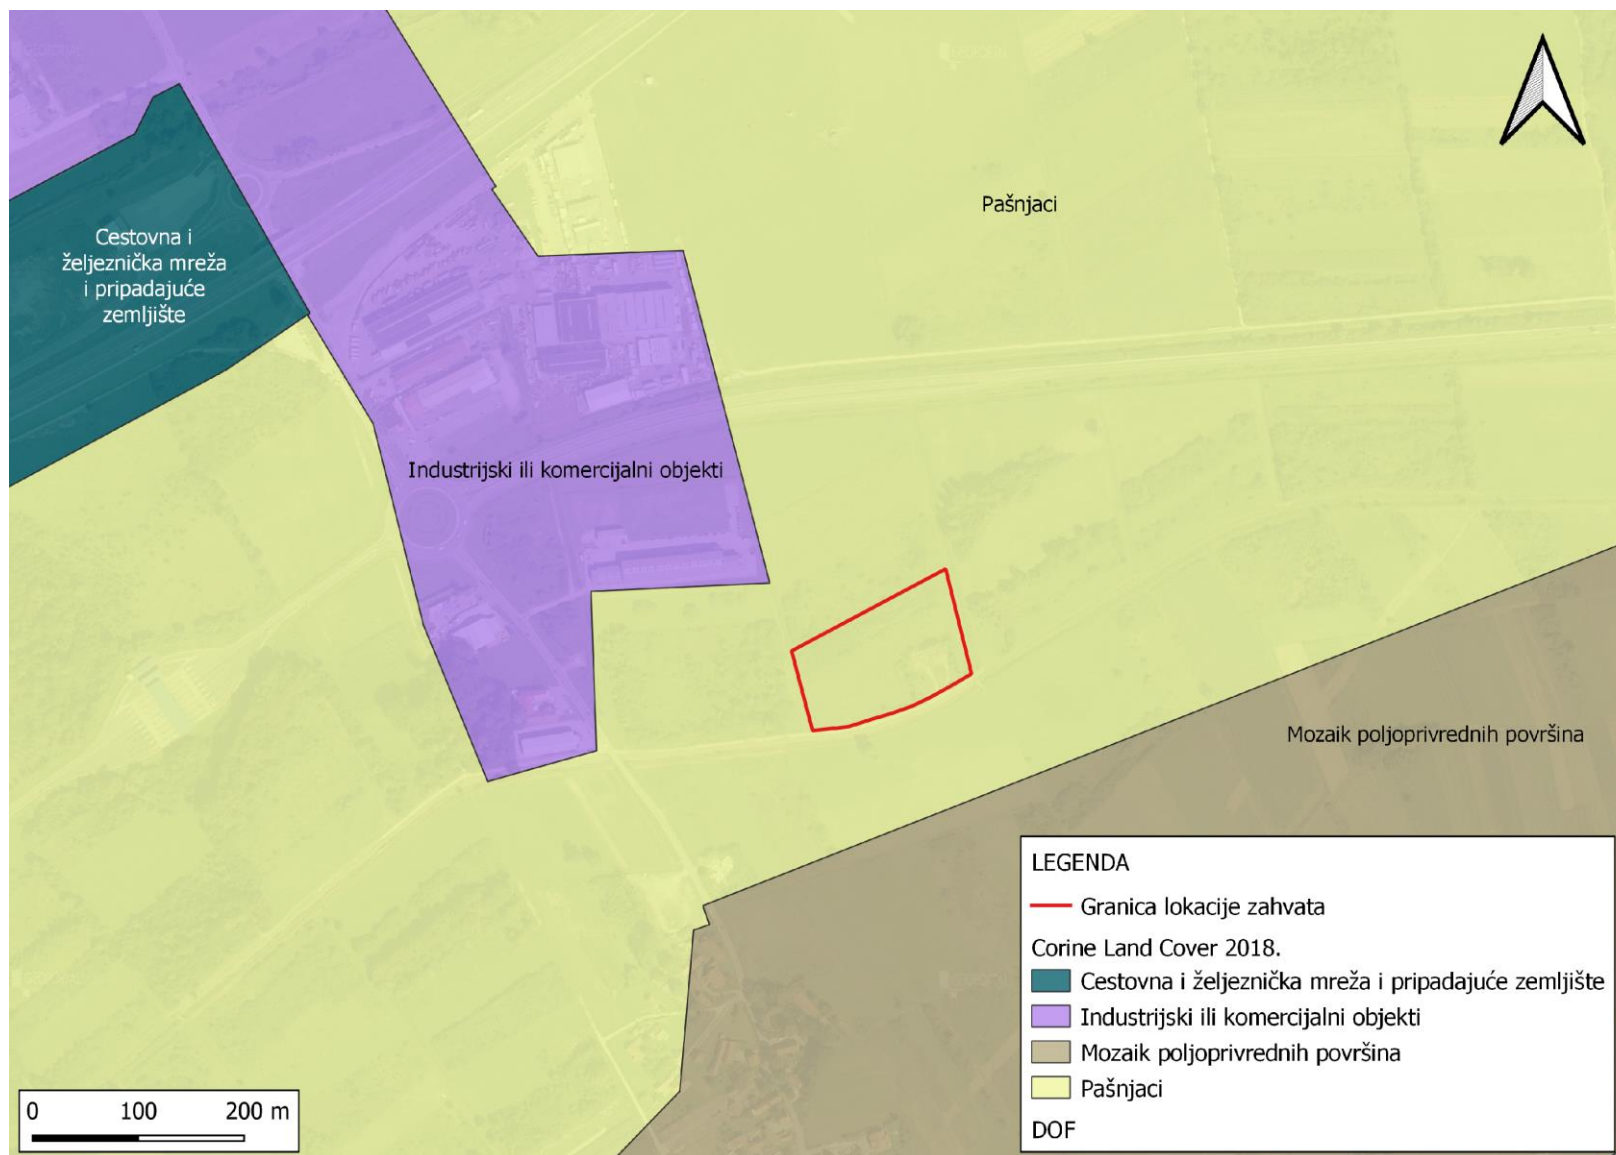 Pašnjaci
Cestovna i
željeznička mreža
i pripadajuće
zemljište
Industrijski ili komercijalni objekti
Mozaik poljoprivrednih površina
LEGENDA
Granica lokacije zahvata
Corine Land Cover 2018.
Cestovna i željeznička mreža i pripadajuće zemljište
Industrijski ili komercijalni objekti
Mozaik poljoprivrednih površina
Pašnjaci
DOF
0 100 200 m